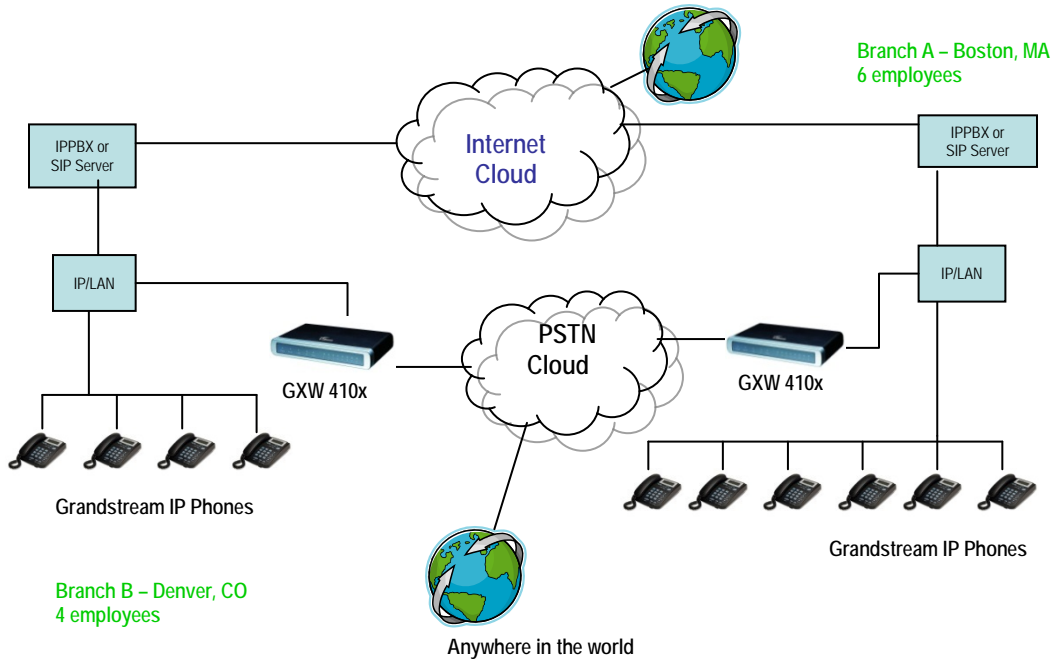 Branch A – Boston, MA
6 employees
IPPBX or
SIP Server
Internet
Cloud
IPPBX or
SIP Server
IP/LAN
IP/LAN
PSTN
Cloud
GXW 410x
GXW 410x
Grandstream IP Phones
Grandstream IP Phones
Branch B – Denver, CO
4 employees
Anywhere in the world